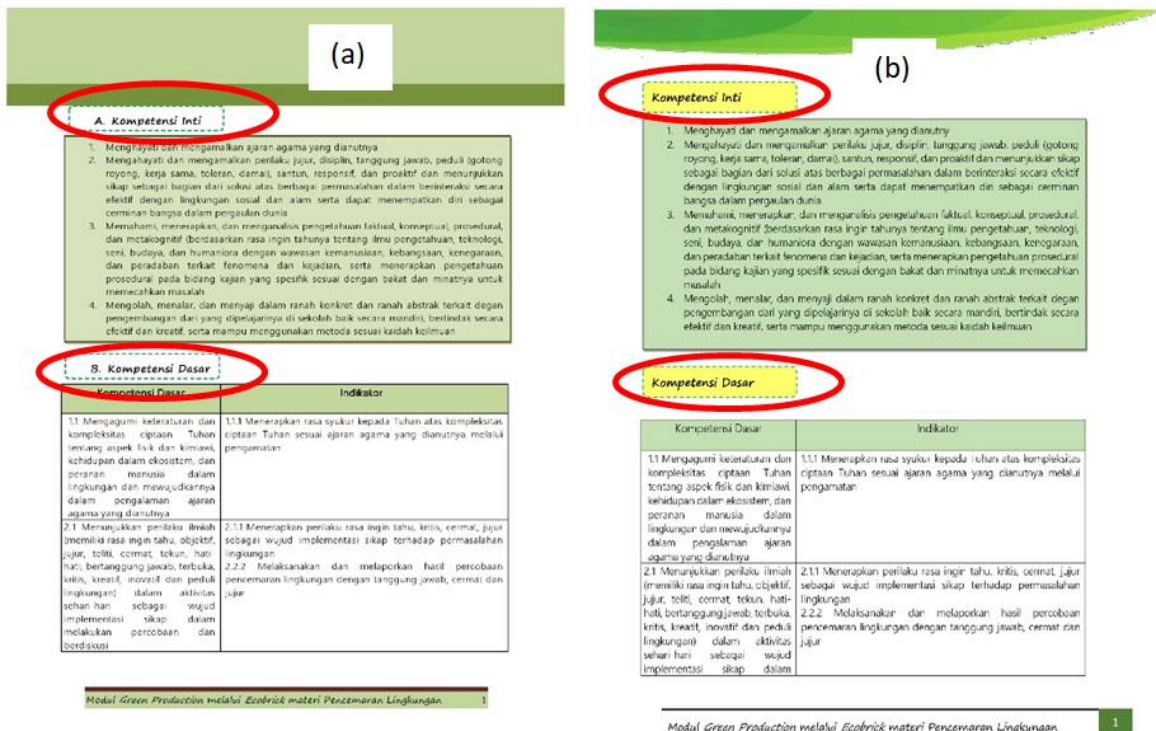 (a)
A. Kompetensi Inti
1. Menghayati dan mengamalkan ajaran agama yang dianutnya
2. Mengahayati dan mengamalkan perilaku jujur, disiplin, tanggung jawab, peduli (gotong
royong, kerja sama, toleran, damai), santun, responsif, dan proaktif dan menunjukkan
sikap sebagai bagian dari solusi atas berbagai permasalahan dalam berinteraksi secara
efektif dengan lingkungan sosial dan alam serta dapat menempatkan diri sebagai
cerminan bangsa dalam pergaulan dunia
3. Memahami, menerapkan, dan menganalisis pengetahuan faktual, konseptual, prosedural,
dan metakognitif (berdasarkan rasa ingin tahunya tentang ilmu pengetahuan, teknologi,
seni, budaya, dan humaniora dengan wawasan kemanusiaan, kebangsaan, kenegaraan,
dan peradaban terkait fenomena dan kejadian, serta menerapkan pengetahuan
prosedural pada bidang kajian yang spesifik sesuai dengan bakat dan minatnya untuk
memecahkan masalah
4. Mengolah, menalar, dan menyaji dalam ranah konkret dan ranah abstrak terkait degan
pengembangan dari yang dipelajarinya di sekolah baik secara mandiri, bertindak secara
efektif dan kreatif, serta mampu menggunakan metoda sesuai kaidah keilmuan
B. Kompetensi Dasar
Kompetensi Dasar
Indikator
1.1 Mengagumi keteraturan dan
kompleksitas ciptaan Tuhan
tentang aspek fisik dan kimiawi,
kehidupan dalam ekosistem, dan
peranan manusia dalam
lingkungan dan mewujudkannya
dalam pengalaman ajaran
agama yang dianutnya
1.1.1 Menerapkan rasa syukur kepada Tuhan atas kompleksitas
ciptaan Tuhan sesuai ajaran agama yang dianutnya melalui
pengamatan
2.1 Menunjukkan perilaku ilmiah
(memiliki rasa ingin tahu, objektif,
jujur, teliti, cermat, tekun, hati-
hati, bertanggung jawab, terbuka,
kritis, kreatif, inovatif dan peduli
lingkungan) dalam aktivitas
sehari-hari sebagai wujud
implementasi sikap dalam
melakukan percobaan dan
berdiskusi
2.1.1 Menerapkan perilaku rasa ingin tahu, kritis, cermat, jujur
sebagai wujud implementasi sikap terhadap permasalahan
lingkungan
2.2.2 Melaksanakan dan melaporkan hasil percobaan
pencemaran lingkungan dengan tanggung jawab, cermat dan
jujur
Modul Green Production melalui Ecobrick materi Pencemaran Lingkungan 1
(b)
Kompetensi Inti
1. Menghayati dan mengamalkan ajaran agama yang dianutny
2. Mengahayati dan mengamalkan perilaku jujur, disiplin, tanggung jawab, peduli (gotong
royong, kerja sama, toleran, damai), santun, responsif, dan proaktif dan menunjukkan sikap
sebagai bagian dari solusi atas berbagai permasalahan dalam berinteraksi secara efektif
dengan lingkungan sosial dan alam serta dapat menempatkan diri sebagai cerminan
bangsa dalam pergaulan dunia
3. Memahami, menerapkan, dan menganalisis pengetahuan faktual, konseptual, prosedural,
dan metakognitif (berdasarkan rasa ingin tahunya tentang ilmu pengetahuan, teknologi,
seni, budaya, dan humaniora dengan wawasan kemanusiaan, kebangsaan, kenegaraan,
dan peradaban terkait fenomena dan kejadian, serta menerapkan pengetahuan prosedural
pada bidang kajian yang spesifik sesuai dengan bakat dan minatnya untuk memecahkan
masalah
4. Mengolah, menalar, dan menyaji dalam ranah konkret dan ranah abstrak terkait degan
pengembangan dari yang dipelajarinya di sekolah baik secara mandiri, bertindak secara
efektif dan kreatif, serta mampu menggunakan metoda sesuai kaidah keilmuan
Kompetensi Dasar
Kompetensi Dasar
Indikator
1.1 Mengagumi keteraturan dan
kompleksitas ciptaan Tuhan
tentang aspek fisik dan kimiawi,
kehidupan dalam ekosistem, dan
peranan manusia dalam
lingkungan dan mewujudkannya
dalam pengalaman ajaran
agama yang dianutnya
1.1.1 Menerapkan rasa syukur kepada Tuhan atas kompleksitas
ciptaan Tuhan sesuai ajaran agama yang dianutnya melalui
pengamatan
2.1 Menunjukkan perilaku ilmiah
(memiliki rasa ingin tahu, objektif,
jujur, teliti, cermat, tekun, hati-
hati, bertanggung jawab, terbuka,
kritis, kreatif, inovatif dan peduli
lingkungan) dalam aktivitas
sehari-hari sebagai wujud
implementasi sikap dalam
2.1.1 Menerapkan perilaku rasa ingin tahu, kritis, cermat, jujur
sebagai wujud implementasi sikap terhadap permasalahan
lingkungan
2.2.2 Melaksanakan dan melaporkan hasil percobaan
pencemaran lingkungan dengan tanggung jawab, cermat dan
jujur
Modul Green Production melalui Ecobrick materi Pencemaran Lingkungan 1